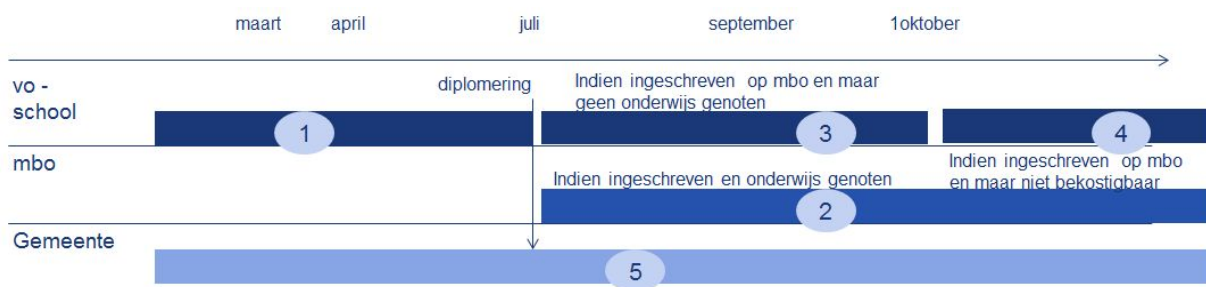 maart april juli september 1oktober
vo -
school
diplomering
Indien ingeschreven op mbo en maar
geen onderwijs genoten
1
3
4
mbo
Indien ingeschreven en onderwijs genoten
Indien ingeschreven op mbo
en maar niet bekostigbaar
2
Gemeente
5